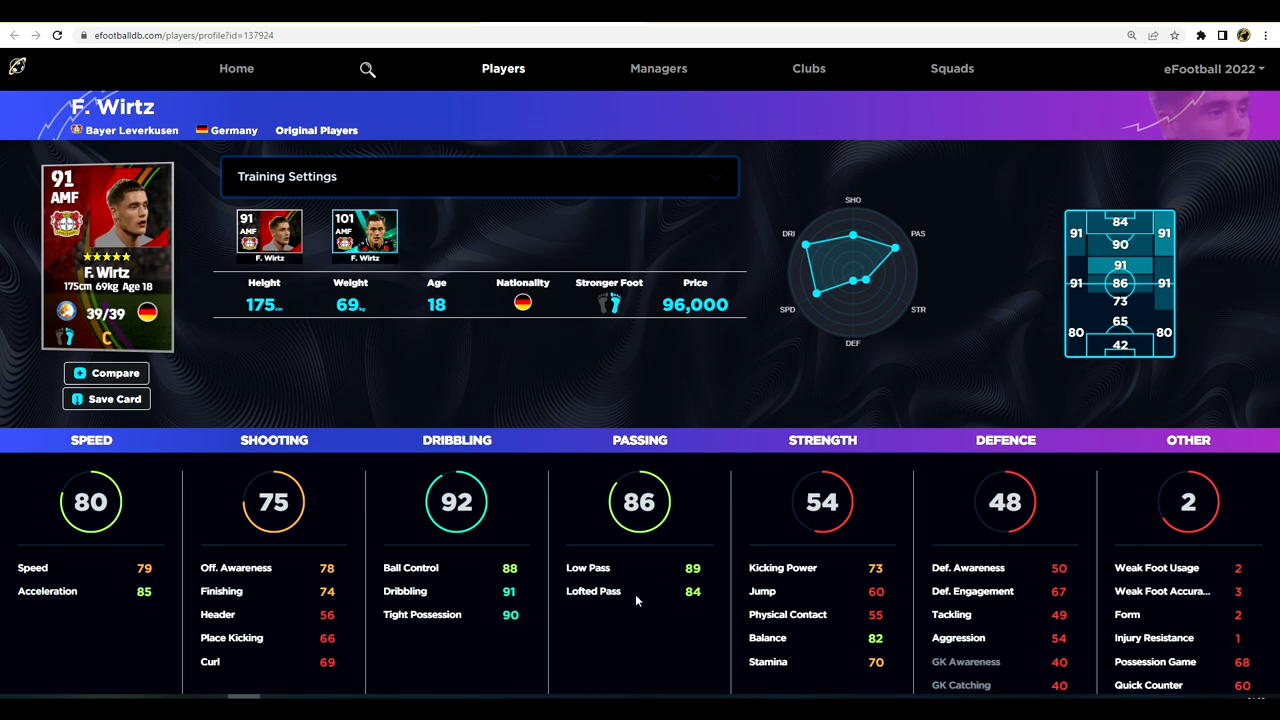 efootballdb.com/players/profile?id=137924
Home Players Managers Clubs Squads eFootball 2022
F. Wirtz
Bayer Leverkusen Germany Original Players
91
AMF
F. Wirtz
175cm 69kg Age 18
39/39
C
Compare
Save Card
Training Settings
91
AMF
F. Wirtz
101
AMF
F. Wirtz
Height Weight Age Nationality Stronger Foot Price
175cm 69kg 18 96,000
SHO
DRI PAS
SPD STR
DEF
84
91 90 91
91
91 86 91
73
65
80 80
42
SPEED SHOOTING DRIBBLING PASSING STRENGTH DEFENCE OTHER
80 75 92 86 54 48 2
Speed 79
Acceleration 85
Off. Awareness 78
Finishing 74
Header 56
Place Kicking 66
Curl 69
Ball Control 88
Dribbling 91
Tight Possession 90
Low Pass 89
Lofted Pass 84
Kicking Power 73
Jump 60
Physical Contact 55
Balance 82
Stamina 70
Def. Awareness 50
Def. Engagement 67
Tackling 49
Aggression 54
GK Awareness 40
GK Catching 40
Weak Foot Usage 2
Weak Foot Accura... 3
Form 2
Injury Resistance 1
Possession Game 68
Quick Counter 60